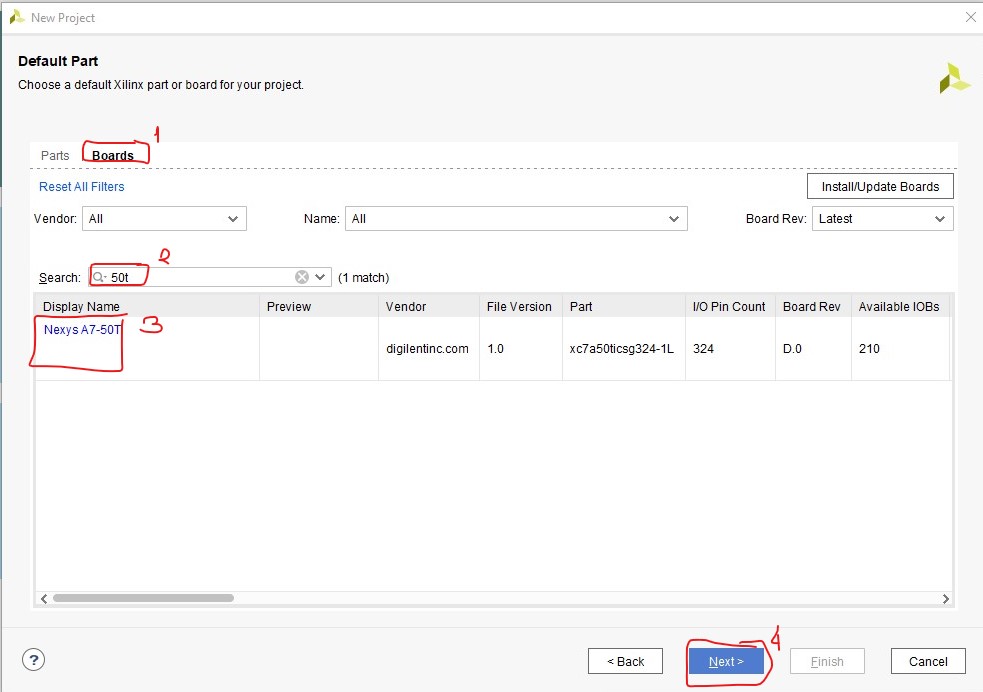 New Project
Default Part
Choose a default Xilinx part or board for your project.
1
Parts Boards
Reset All Filters Install/Update Boards
Vendor: All Name: All Board Rev: Latest
2
Search: 50t (1 match)
Display Name Preview Vendor File Version Part I/O Pin Count Board Rev Available IOBs
Nexys A7-50T 3
digilentinc.com 1.0 xc7a50ticsg324-1L 324 D.0 210
4
? < Back Next > Finish Cancel